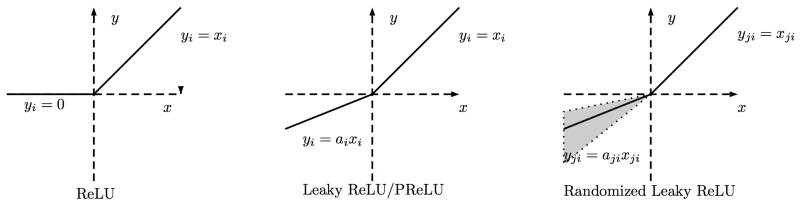 y
y_i = x_i
y_i = 0
x
ReLU
y
y_i = x_i
x
y_i = a_i x_i
Leaky ReLU/PReLU
y
y_{ji} = x_{ji}
x
y_{ji} = a_{ji} x_{ji}
Randomized Leaky ReLU